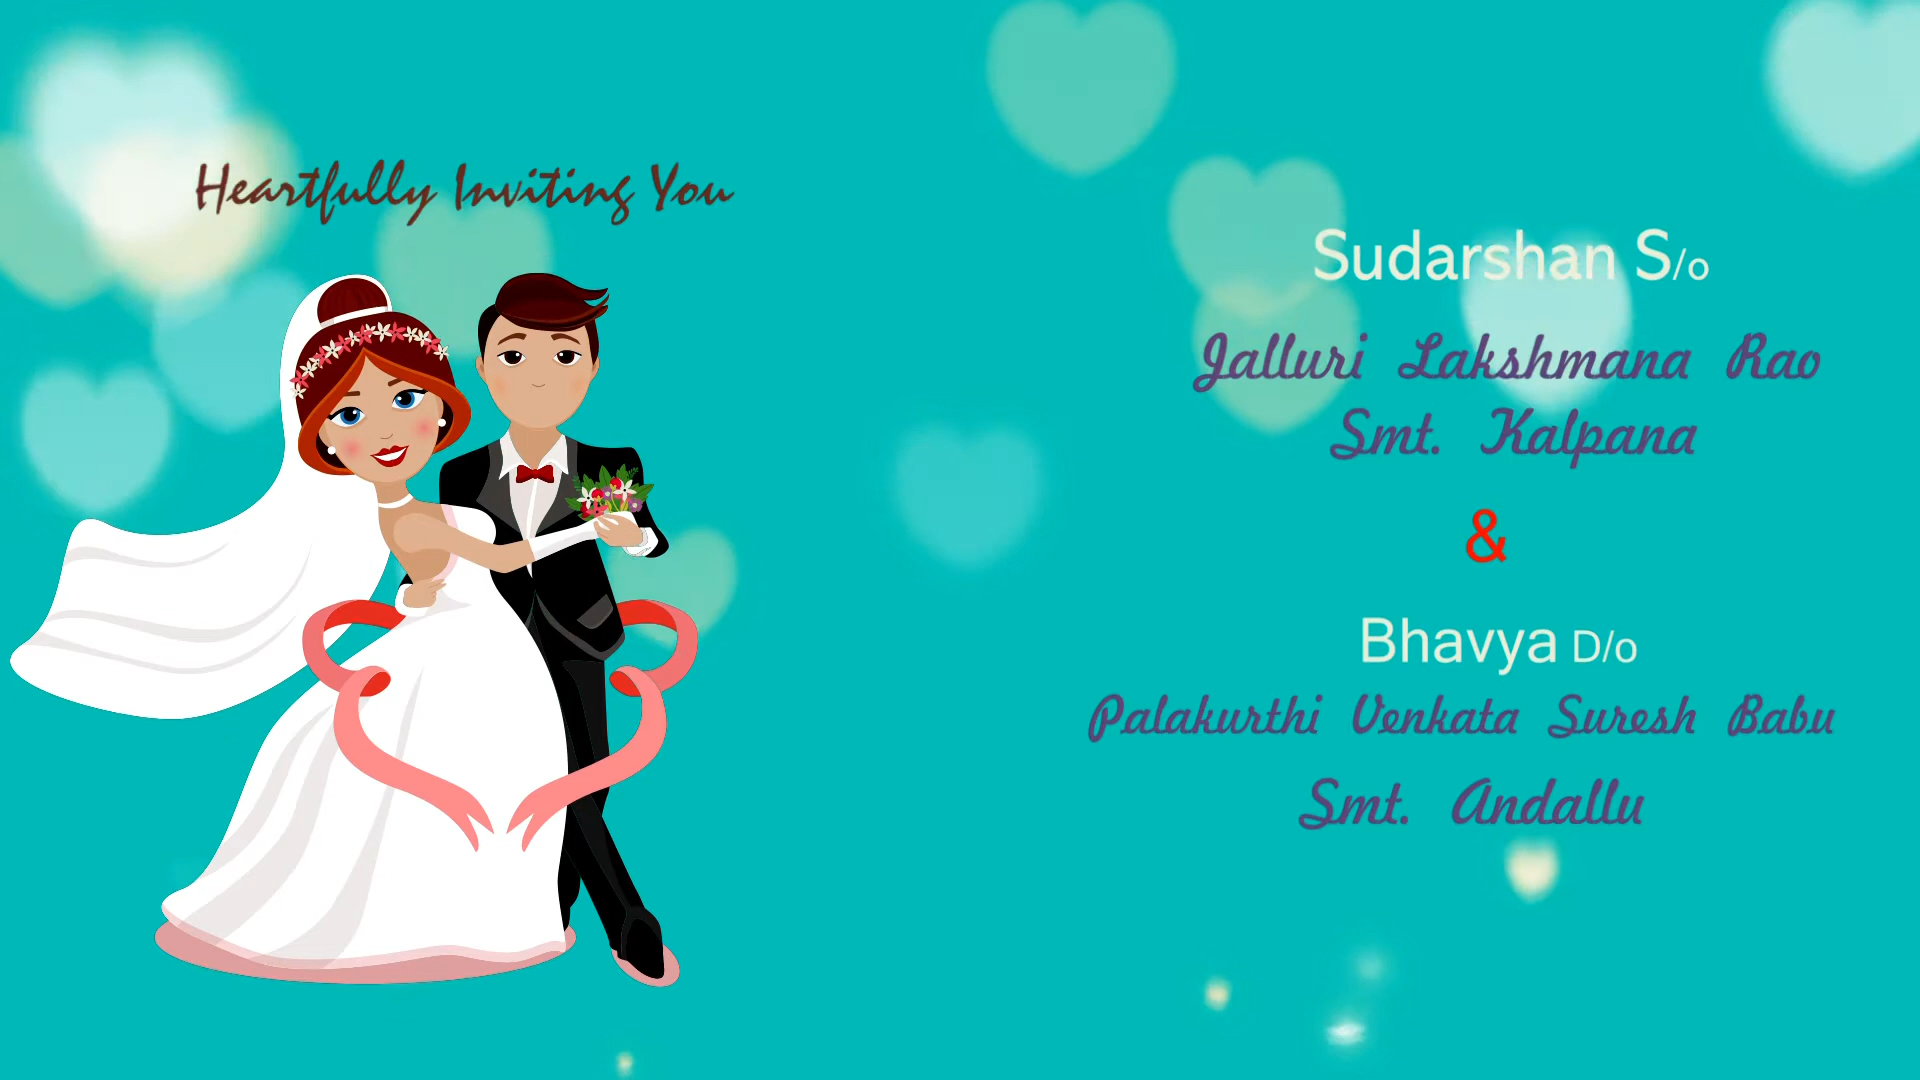 Heartfully Inviting You
Sudarshan S/o
Jalluri Lakshmana Rao
Smt. Kalpana
&
Bhavya D/o
Palakurthi Venkata Suresh Babu
Smt. Andallu